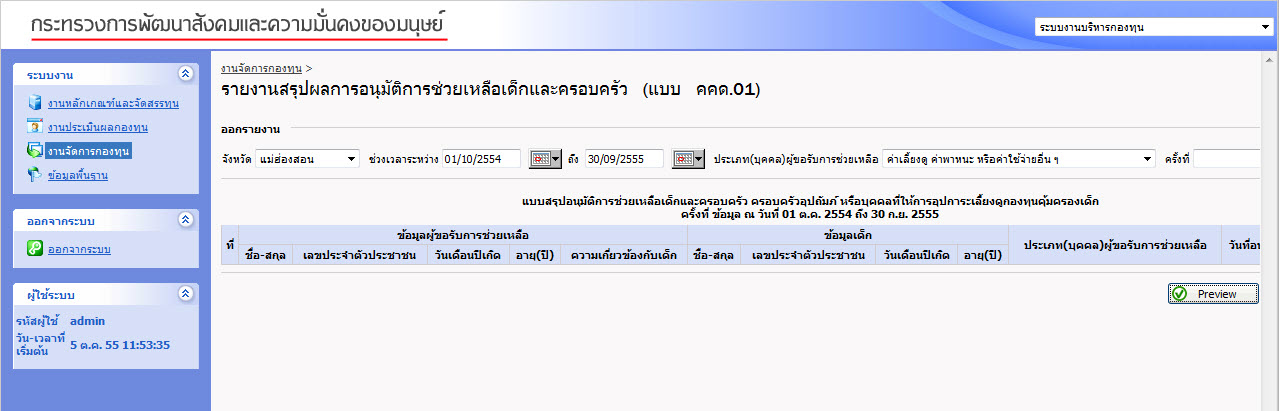 กระทรวงการพัฒนาสังคมและความมั่นคงของมนุษย์
ระบบงานบริหารกองทุน
ระบบงาน
งานหลักเกณฑ์และจัดสรรทุน
งานประเมินผลกองทุน
งานจัดการกองทุน
ข้อมูลพื้นฐาน
ออกจากระบบ
ออกจากระบบ
ผู้ใช้ระบบ
รหัสผู้ใช้ admin
วัน-เวลาที่เริ่มต้น 5 ต.ค. 55 11:53:35
งานจัดการกองทุน >
รายงานสรุปผลการอนุมัติการช่วยเหลือเด็กและครอบครัว (แบบ คคด.01)
ออกรายงาน
จังหวัด แม่ฮ่องสอน ช่วงเวลาระหว่าง 01/10/2554 ถึง 30/09/2555 ประเภท(บุคคล)ผู้ขอรับการช่วยเหลือ ค่าเลี้ยงดู ค่าพาหนะ หรือค่าใช้จ่ายอื่น ๆ ครั้งที่
แบบสรุปอนุมัติการช่วยเหลือเด็กและครอบครัว ครอบครัวอุปถัมภ์ หรือบุคคลที่ให้การอุปการะเลี้ยงดูกองทุนคุ้มครองเด็ก
ครั้งที่ ข้อมูล ณ วันที่ 01 ต.ค. 2554 ถึง 30 ก.ย. 2555
ที่ ข้อมูลผู้ขอรับการช่วยเหลือ ข้อมูลเด็ก ประเภท(บุคคล)ผู้ขอรับการช่วยเหลือ
ชื่อ-สกุล เลขประจำตัวประชาชน วันเดือนปีเกิด อายุ(ปี) ความเกี่ยวข้องกับเด็ก ชื่อ-สกุล เลขประจำตัวประชาชน วันเดือนปีเกิด อายุ(ปี)
Preview